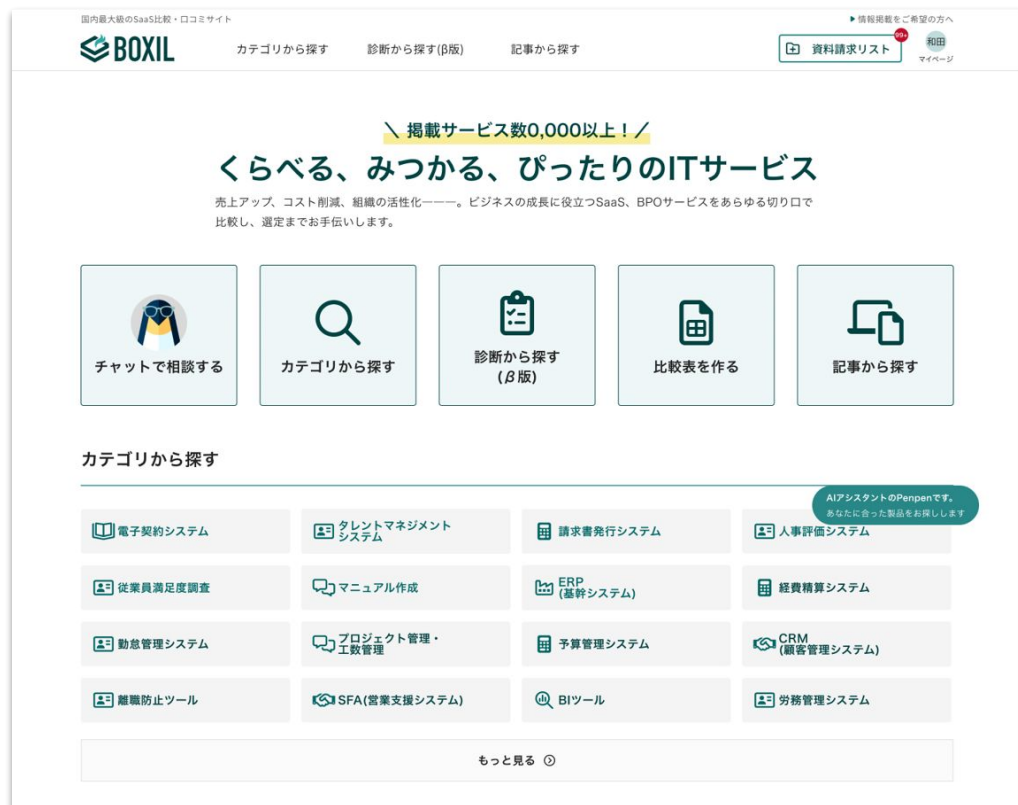 国内最大級のSaaS比較・口コミサイト
情報掲載をご希望の方へ
BOXIL
カテゴリから探す
診断から探す(β版)
記事から探す
資料請求リスト
99+
和田
マイページ
\ 掲載サービス数0,000以上！/
くらべる、みつかる、ぴったりのITサービス
売上アップ、コスト削減、組織の活性化―――。ビジネスの成長に役立つSaaS、BPOサービスをあらゆる切り口で
比較し、選定までお手伝いします。
チャットで相談する
カテゴリから探す
診断から探す
(β版)
比較表を作る
記事から探す
カテゴリから探す
AIアシスタントのPenpenです。
あなたに合った製品をお探しします
電子契約システム
タレントマネジメント
システム
請求書発行システム
人事評価システム
従業員満足度調査
マニュアル作成
ERP
(基幹システム)
経費精算システム
勤怠管理システム
プロジェクト管理・
工数管理
予算管理システム
CRM
(顧客管理システム)
離職防止ツール
SFA(営業支援システム)
BIツール
労務管理システム
もっと見る